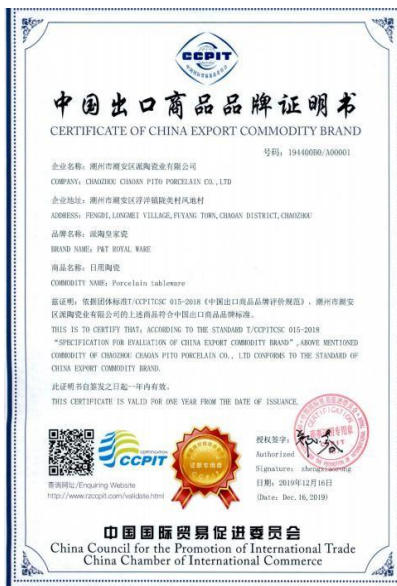 CCPIT
中国出口商品品牌证明书
CERTIFICATE OF CHINA EXPORT COMMODITY BRAND
号码: 194400B0/A00001
企业名称: 潮州市潮安区派陶瓷业有限公司
COMPANY: CHAOZHOU CHAOAN PITO PORCELAIN CO.,LTD
企业地址: 潮州市潮安区浮洋镇陇美村凤地村
ADDRESS: FENGDI,LONGMEI VILLAGE,FUYANG TOWN,CHAOAN DISTRICT,CHAOZHOU
品牌名称: 派陶皇家瓷
BRAND NAME: P&T ROYAL WARE
商品名称: 日用陶瓷
COMMODITY NAME: Porcelain tableware
兹证明: 依据团体标准T/CCPITCSC 015-2018《中国出口商品品牌评价规范》, 潮州市潮安
区派陶瓷业有限公司的上述商品符合中国出口商品品牌标准。
THIS IS TO CERTIFY THAT: ACCORDING TO THE STANDARD T/CCPITCSC 015-2018
"SPECIFICATION FOR EVALUATION OF CHINA EXPORT COMMODITY BRAND",ABOVE MENTIONED
COMMODITY OF CHAOZHOU CHAOAN PITO PORCELAIN CO., LTD CONFORMS TO THE STANDARD OF
CHINA EXPORT COMMODITY BRAND.
此证明书自签发之日起一年内有效。
THIS CERTIFICATE IS VALID FOR ONE YEAR FROM THE DATE OF ISSUANCE.
CERTIFICATION
CCPIT
证书专用章
查询网址/Enquiring Website
http://www.rzccpit.com/validate.html
授权签字:
Authorized
Signature:
日期: 2019年12月16日
(Date: Dec.16,2019)
中国国际贸易促进委员会
China Council for the Promotion of International Trade
China Chamber of International Commerce